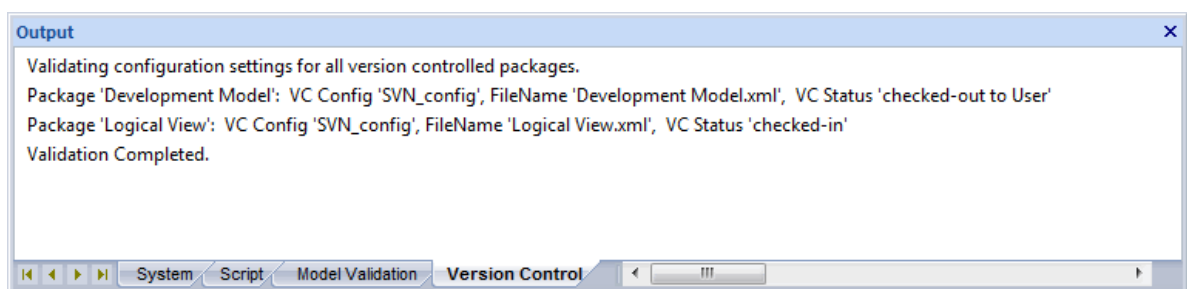 Output
Validating configuration settings for all version controlled packages.
Package 'Development Model':  VC Config 'SVN_config', FileName 'Development Model.xml',  VC Status 'checked-out to User'
Package 'Logical View':  VC Config 'SVN_config', FileName 'Logical View.xml',  VC Status 'checked-in'
Validation Completed.
System Script Model Validation Version Control